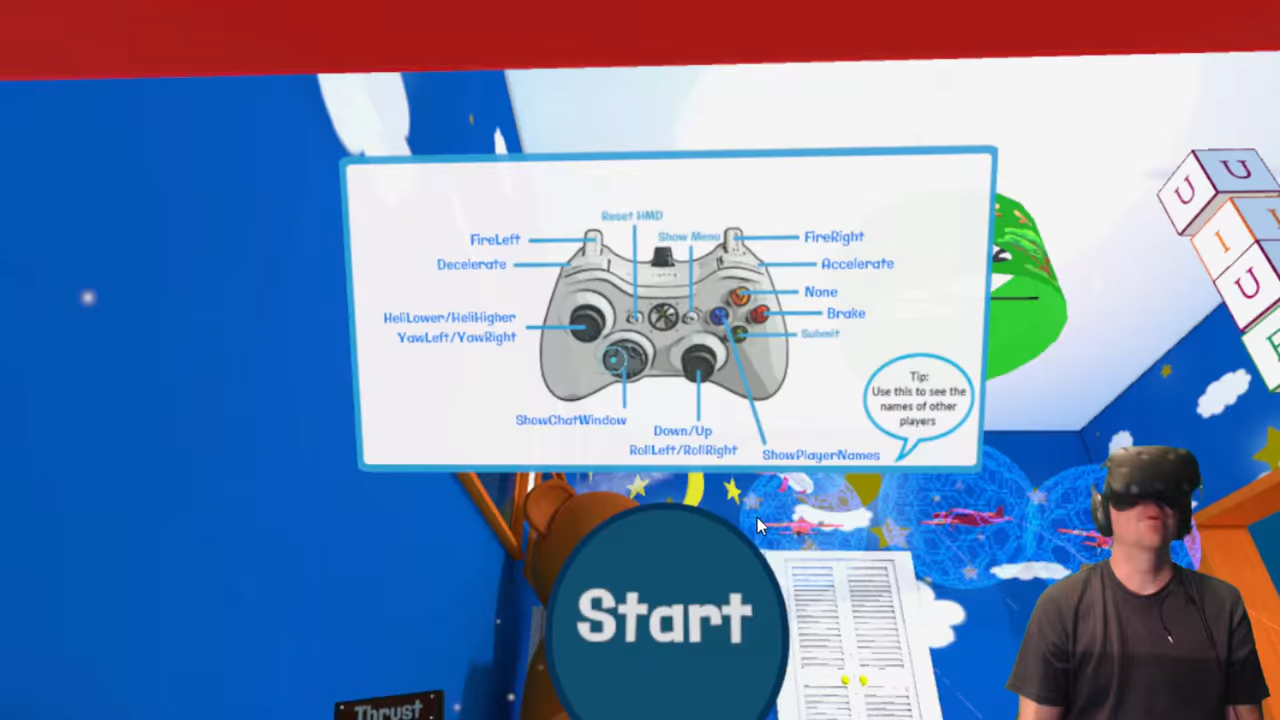 Reset HMD
Show Menu
FireLeft
FireRight
Decelerate
Accelerate
None
HeliLower/HeliHigher
YawLeft/YawRight
Brake
Submit
ShowChatWindow
Down/Up
RollLeft/RollRight
ShowPlayerNames
Tip:
Use this to see the
names of other
players
U
U
I
U
Start
Thrust